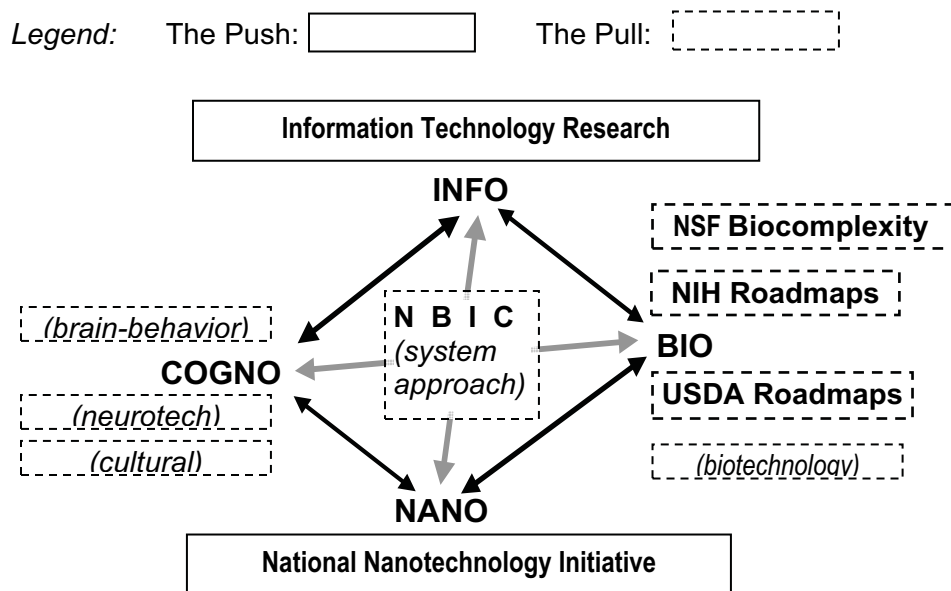 Legend: The Push: The Pull:
Information Technology Research
INFO
NSF Biocomplexity
NIH Roadmaps
N B I C
(system
approach)
(brain-behavior)
COGNO
BIO
(neurotech)
(cultural)
USDA Roadmaps
(biotechnology)
NANO
National Nanotechnology Initiative